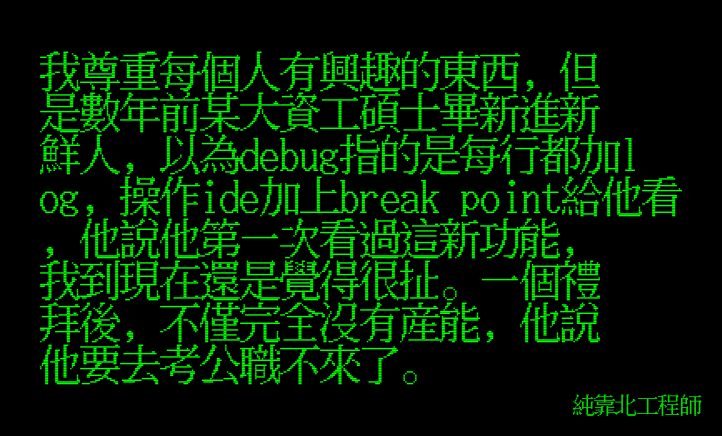 我尊重每個人有興趣的東西，但
是數年前某大資工碩士畢新進新
鮮人，以為debug指的是每行都加l
og，操作ide加上break point給他看
，他說他第一次看過這新功能，
我到現在還是覺得很扯。一個禮
拜後，不僅完全沒有産能，他說
他要去考公職不來了。
純靠北工程師